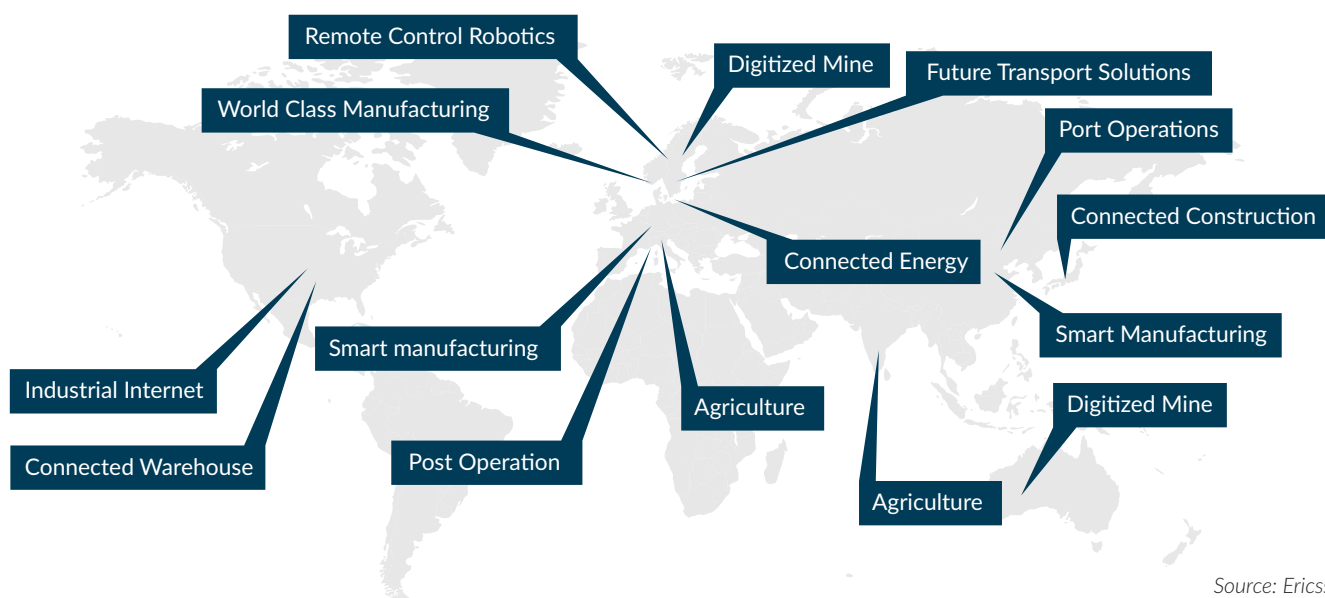 Remote Control Robotics
Digitized Mine
Future Transport Solutions
World Class Manufacturing
Port Operations
Connected Construction
Connected Energy
Smart Manufacturing
Smart manufacturing
Industrial Internet
Agriculture
Digitized Mine
Post Operation
Connected Warehouse
Agriculture
Source: